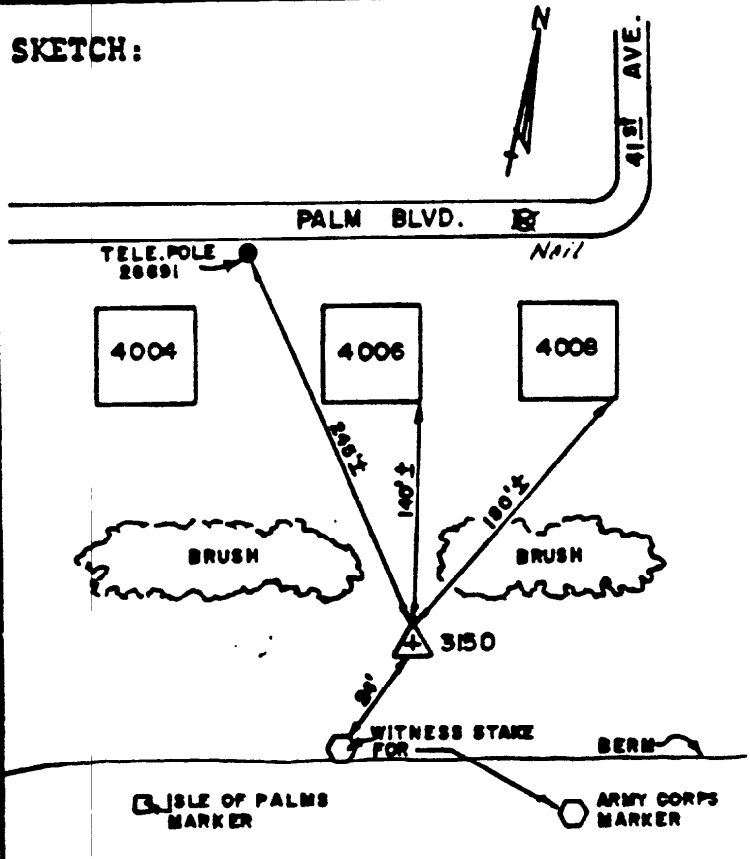 N
SKETCH:
41st AVE.
PALM BLVD.
Nail
TELE.POLE
26691
4004
4006
4008
140'±
190'±
BRUSH
BRUSH
3150
WITNESS STAKE
FOR
BERM
ISLE OF PALMS
MARKER
ARMY CORPS
MARKER